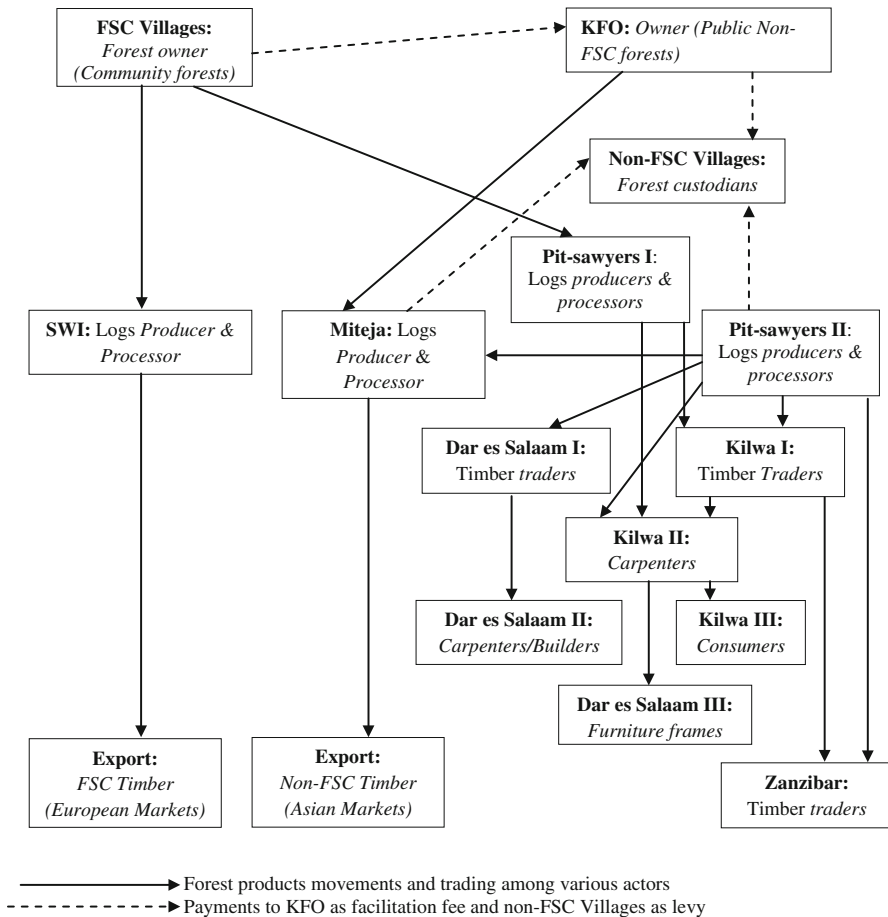 FSC Villages:
Forest owner
(Community forests)
KFO: Owner (Public Non-
FSC forests)
Non-FSC Villages:
Forest custodians
Pit-sawyers I:
Logs producers &
processors
SWI: Logs Producer &
Processor
Miteja: Logs
Producer &
Processor
Pit-sawyers II:
Logs producers &
processors
Dar es Salaam I:
Timber traders
Kilwa I:
Timber Traders
Kilwa II:
Carpenters
Dar es Salaam II:
Carpenters/Builders
Kilwa III:
Consumers
Dar es Salaam III:
Furniture frames
Export:
FSC Timber
(European Markets)
Export:
Non-FSC Timber
(Asian Markets)
Zanzibar:
Timber traders
Forest products movements and trading among various actors
Payments to KFO as facilitation fee and non-FSC Villages as levy